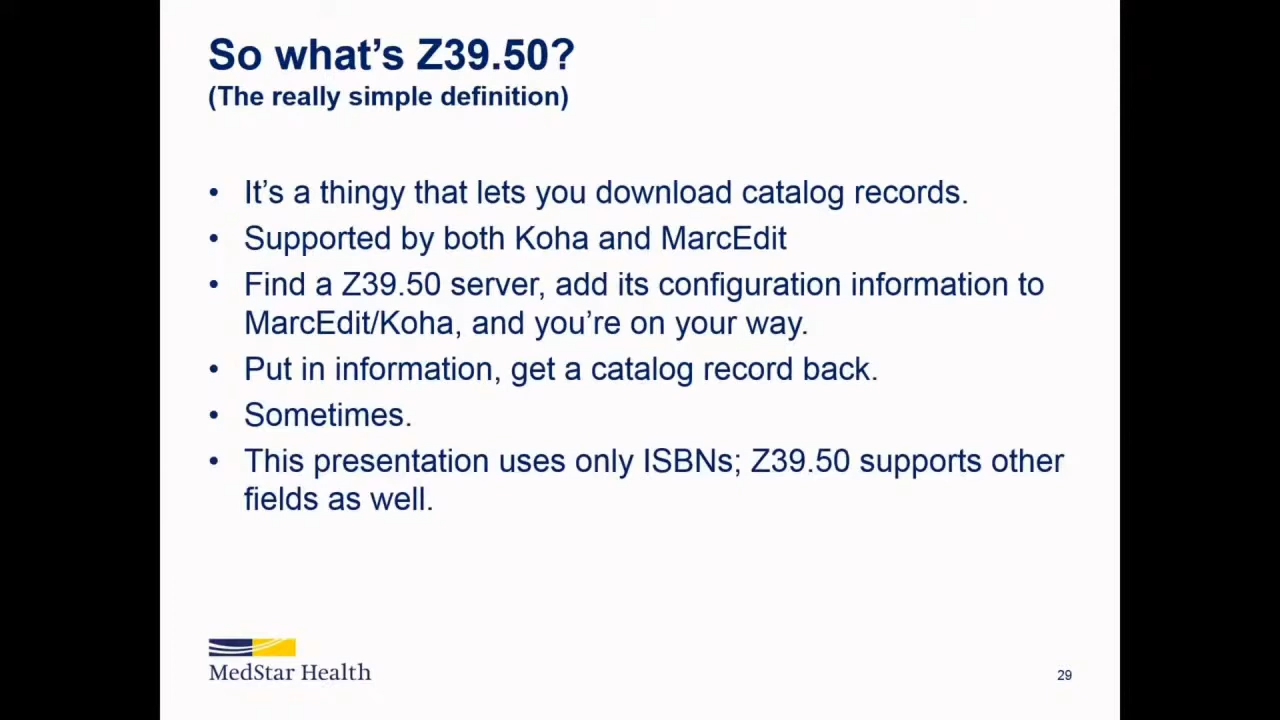 So what's Z39.50?
(The really simple definition)
• It's a thingy that lets you download catalog records.
• Supported by both Koha and MarcEdit
• Find a Z39.50 server, add its configuration information to
MarcEdit/Koha, and you're on your way.
• Put in information, get a catalog record back.
• Sometimes.
• This presentation uses only ISBNs; Z39.50 supports other
fields as well.
MedStar Health
29